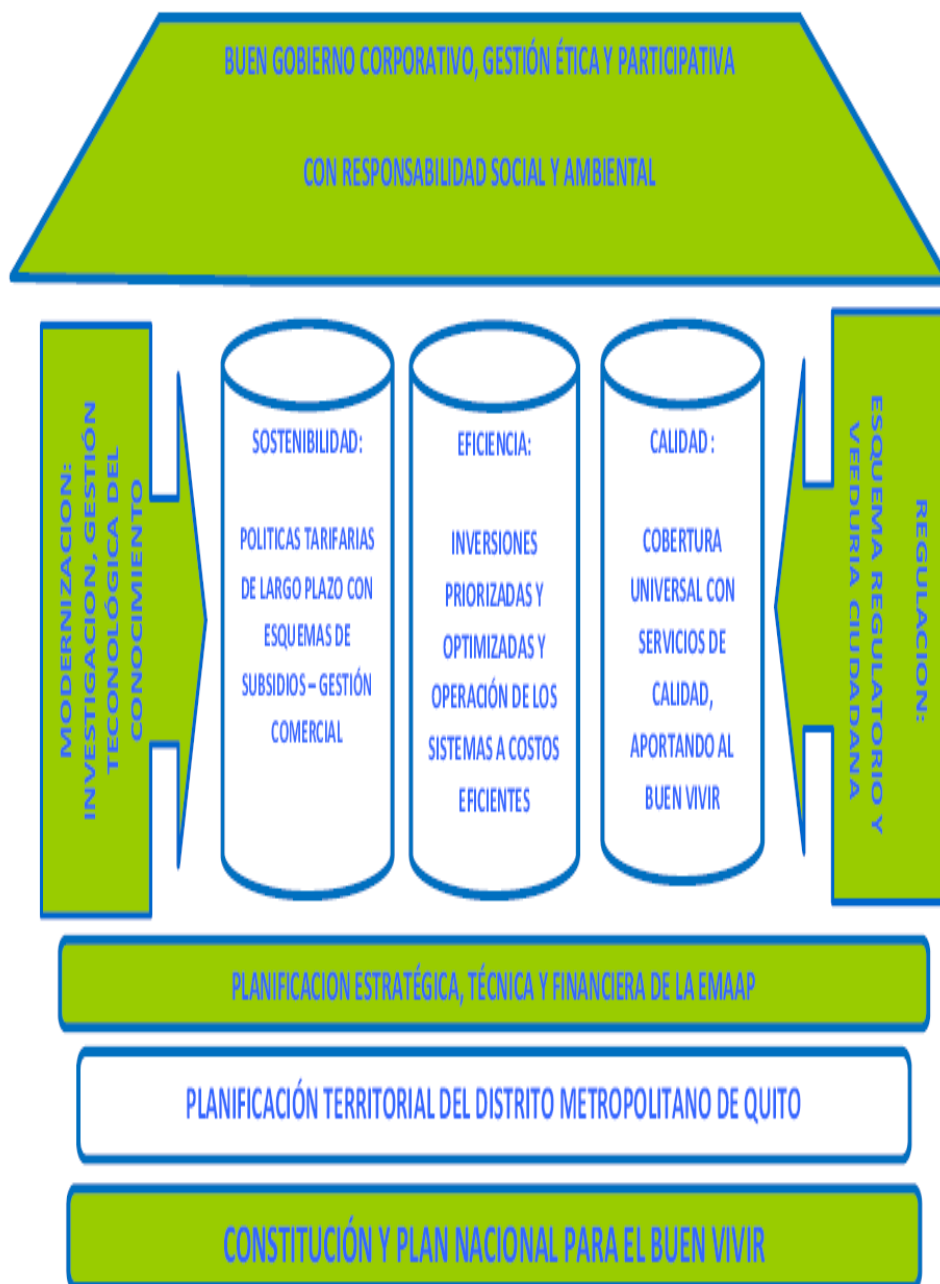 BUEN GOBIERNO CORPORATIVO, GESTIÓN ÉTICA Y PARTICIPATIVA
CON RESPONSABILIDAD SOCIAL Y AMBIENTAL
MODERNIZACION:
INVESTIGACION, GESTIÓN
TECONOLÓGICA DEL
CONOCIMIENTO
SOSTENIBILIDAD:
POLITICAS TARIFARIAS
DE LARGO PLAZO CON
ESQUEMAS DE
SUBSIDIOS – GESTIÓN
COMERCIAL
EFICIENCIA:
INVERSIONES
PRIORIZADAS Y
OPTIMIZADAS Y
OPERACIÓN DE LOS
SISTEMAS A COSTOS
EFICIENTES
CALIDAD :
COBERTURA
UNIVERSAL CON
SERVICIOS DE
CALIDAD,
APORTANDO AL
BUEN VIVIR
REGULACION:
ESQUEMA REGULATORIO Y
VEEDURIA CIUDADANA
PLANIFICACION ESTRATÉGICA, TÉCNICA Y FINANCIERA DE LA EMAAP
PLANIFICACIÓN TERRITORIAL DEL DISTRITO METROPOLITANO DE QUITO
CONSTITUCIÓN Y PLAN NACIONAL PARA EL BUEN VIVIR